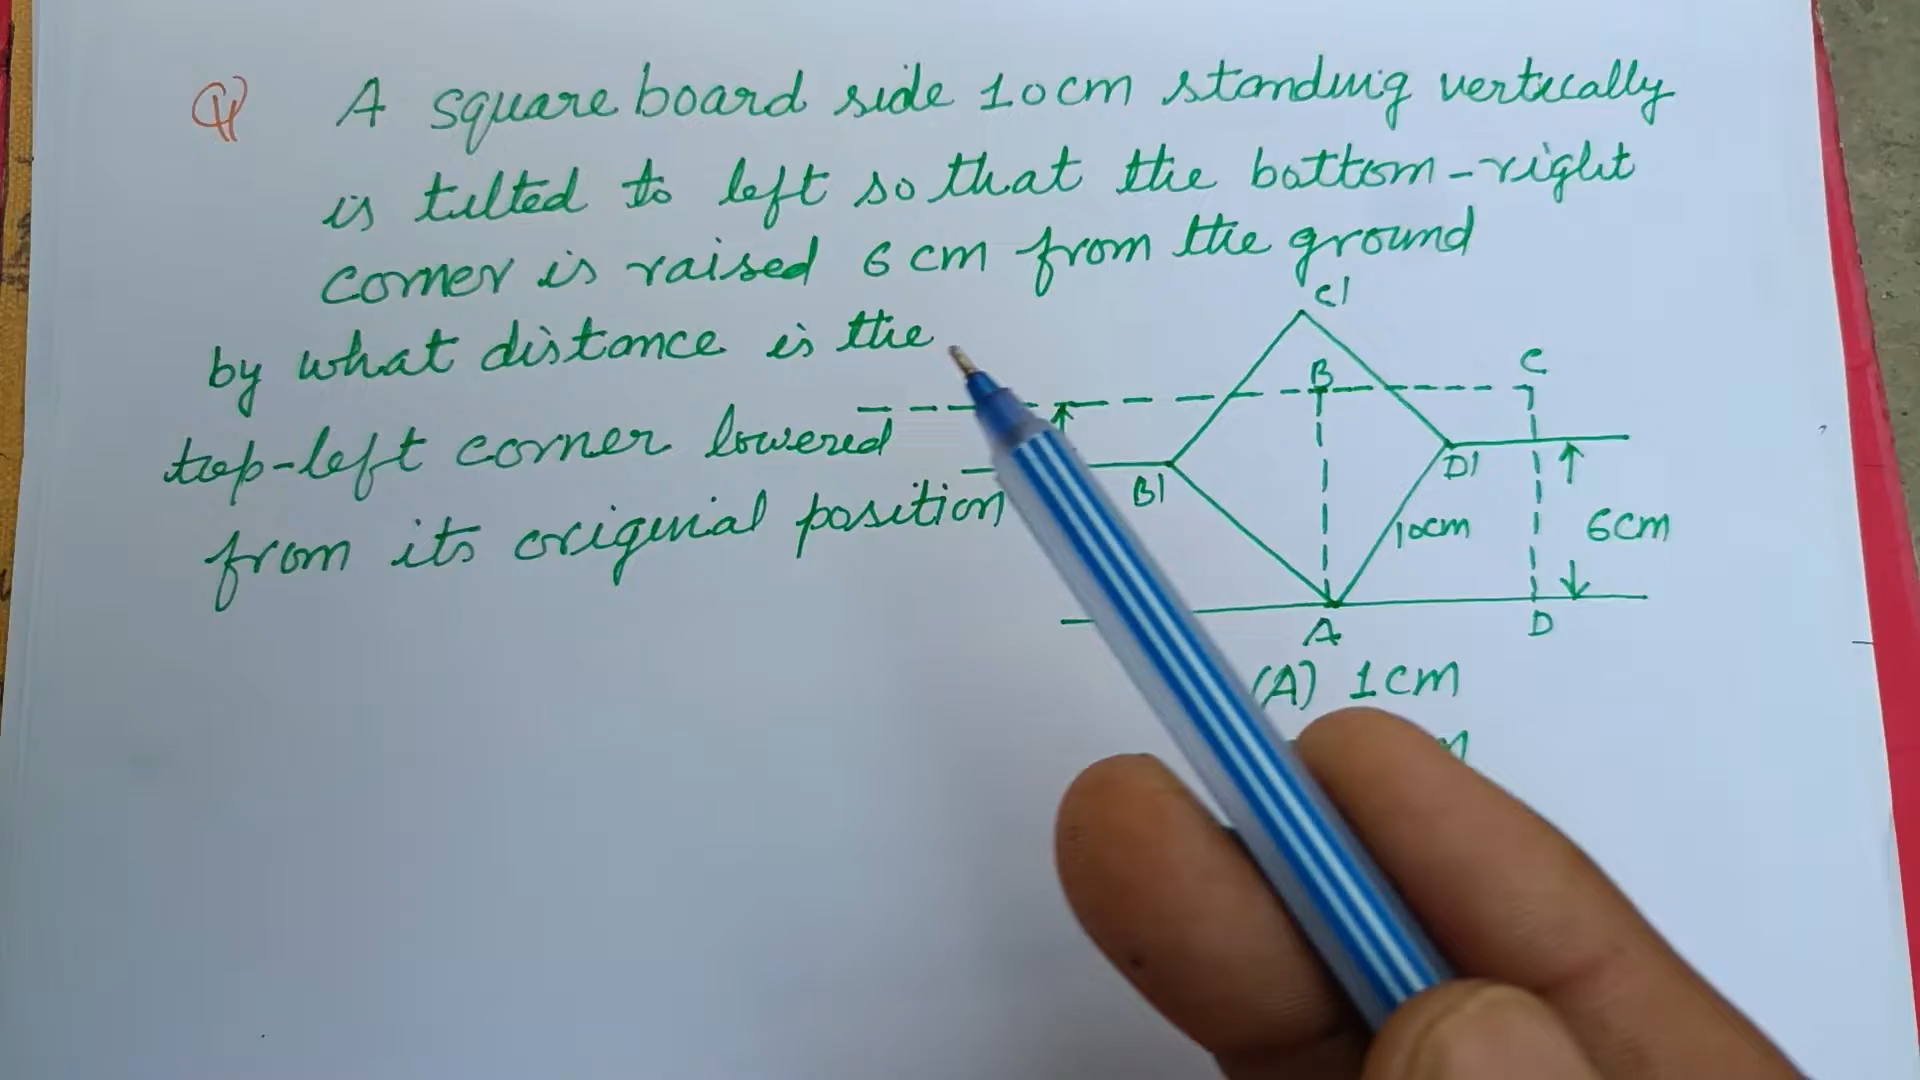 Q) A square board side 10cm standing vertically
is tilted to left so that the bottom-right
corner is raised 6cm from the ground
by what distance is the
top-left corner lowered
from its original position
C1
B
C
B1
D1
10cm
6cm
A
D
(A) 1cm